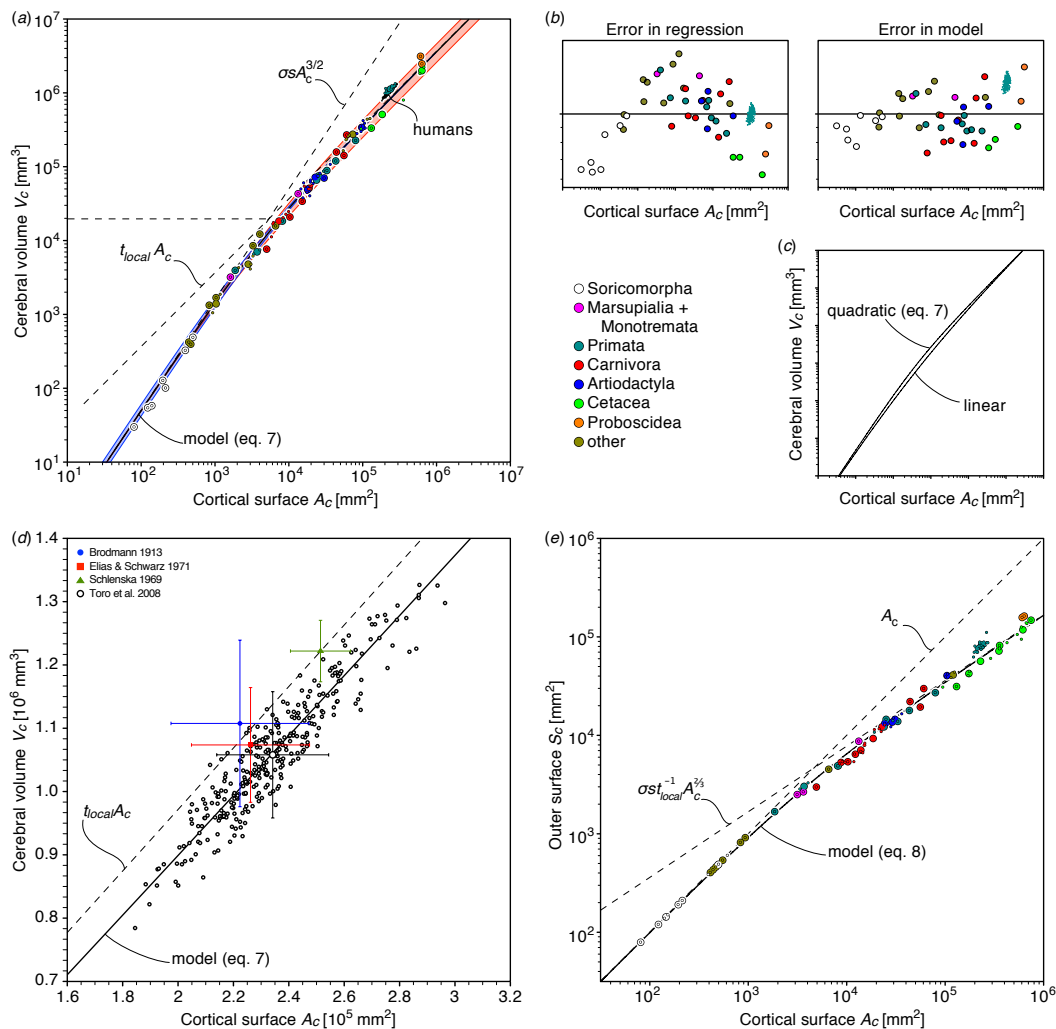 (a)
10^7
10^6
10^5
10^4
10^3
10^2
10^1
Cerebral volume V_c [mm^3]
σsA_c^{3/2}
humans
t_local A_c
model (eq. 7)
10^1 10^2 10^3 10^4 10^5 10^6 10^7
Cortical surface A_c [mm^2]
(b)
Error in regression
Error in model
Cortical surface A_c [mm^2]
Cortical surface A_c [mm^2]
Soricomorpha
Marsupialia +
Monotremata
Primata
Carnivora
Artiodactyla
Cetacea
Proboscidea
other
(c)
Cerebral volume V_c [mm^3]
quadratic (eq. 7)
linear
Cortical surface A_c [mm^2]
(d)
1.4
1.3
1.2
1.1
1.0
0.9
0.8
0.7
Cerebral volume V_c [10^6 mm^3]
Brodmann 1913
Elias & Schwarz 1971
Schlenska 1969
Toro et al. 2008
t_local A_c
model (eq. 7)
1.6 1.8 2 2.2 2.4 2.6 2.8 3 3.2
Cortical surface A_c [10^5 mm^2]
(e)
10^6
10^5
10^4
10^3
10^2
Outer surface S_c [mm^2]
A_c
σst_local^{-1} A_c^{⅔}
model (eq. 8)
10^2 10^3 10^4 10^5 10^6
Cortical surface A_c [mm^2]